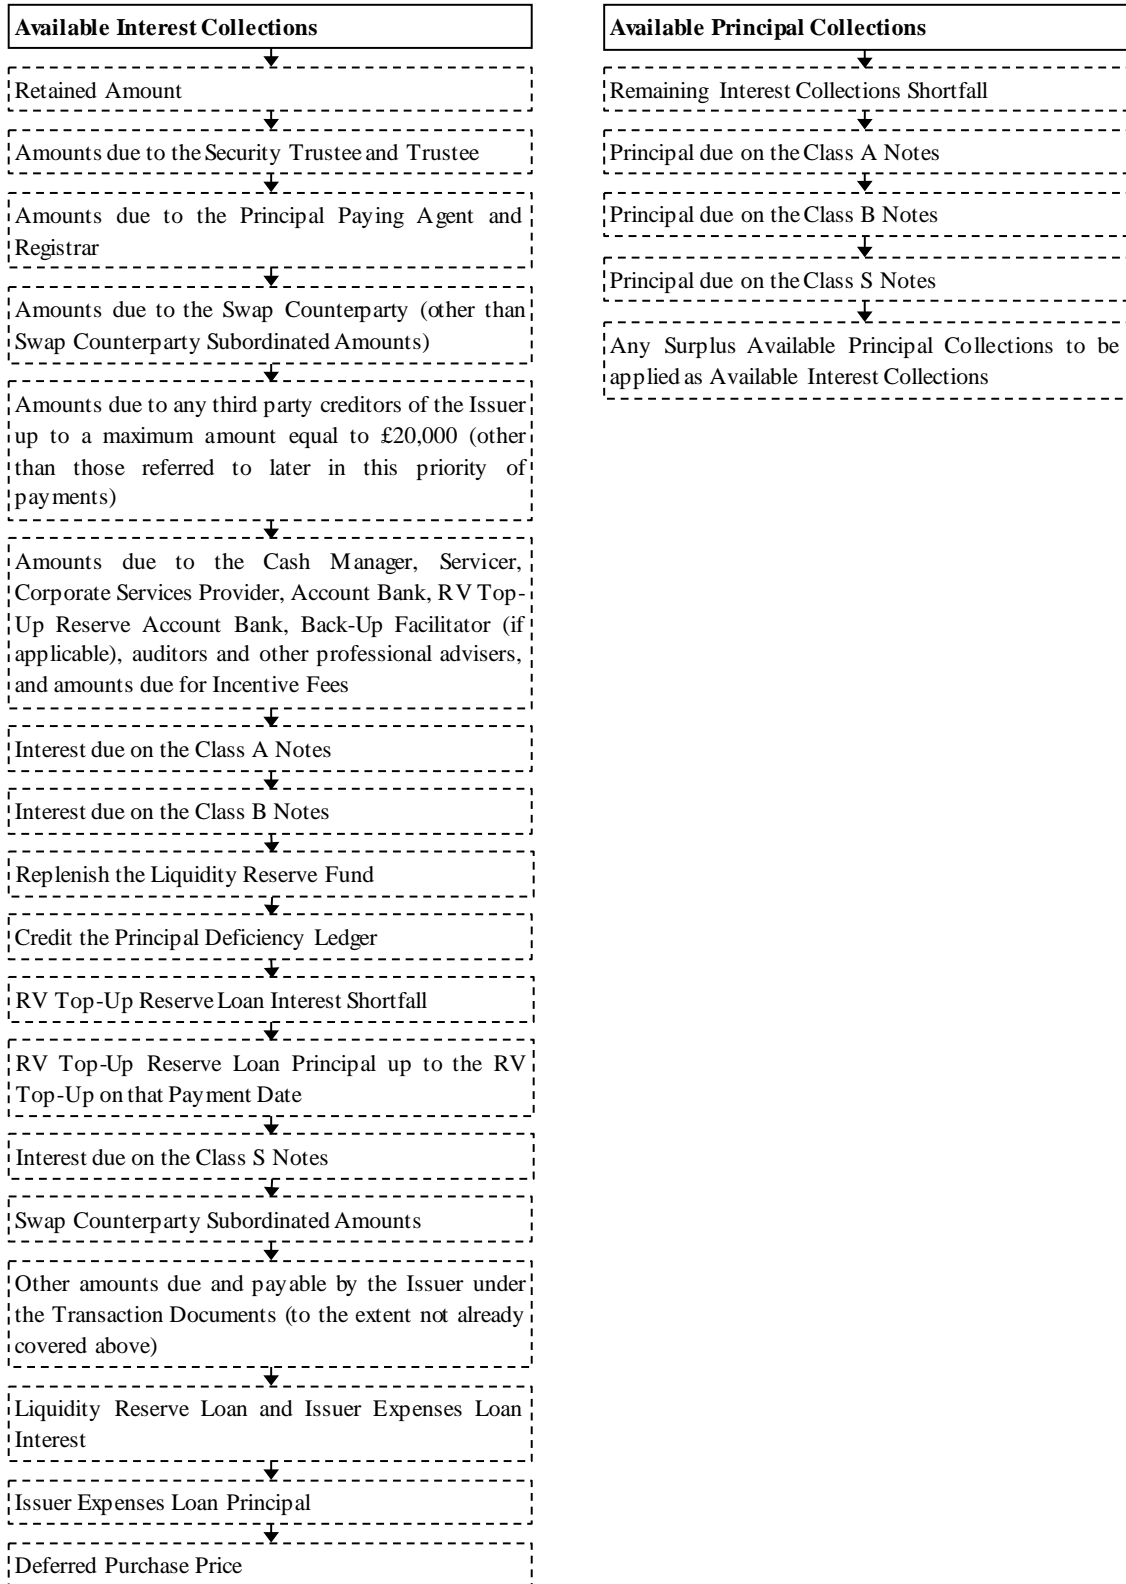 Available Interest Collections
Retained Amount
Amounts due to the Security Trustee and Trustee
Amounts due to the Principal Paying Agent and
Registrar
Amounts due to the Swap Counterparty (other than
Swap Counterparty Subordinated Amounts)
Amounts due to any third party creditors of the Issuer
up to a maximum amount equal to £20,000 (other
than those referred to later in this priority of
payments)
Amounts due to the Cash Manager, Servicer,
Corporate Services Provider, Account Bank, RV Top-
Up Reserve Account Bank, Back-Up Facilitator (if
applicable), auditors and other professional advisers,
and amounts due for Incentive Fees
Interest due on the Class A Notes
Interest due on the Class B Notes
Replenish the Liquidity Reserve Fund
Credit the Principal Deficiency Ledger
RV Top-Up Reserve Loan Interest Shortfall
RV Top-Up Reserve Loan Principal up to the RV
Top-Up on that Payment Date
Interest due on the Class S Notes
Swap Counterparty Subordinated Amounts
Other amounts due and payable by the Issuer under
the Transaction Documents (to the extent not already
covered above)
Liquidity Reserve Loan and Issuer Expenses Loan
Interest
Issuer Expenses Loan Principal
Deferred Purchase Price
Available Principal Collections
Remaining Interest Collections Shortfall
Principal due on the Class A Notes
Principal due on the Class B Notes
Principal due on the Class S Notes
Any Surplus Available Principal Collections to be
applied as Available Interest Collections